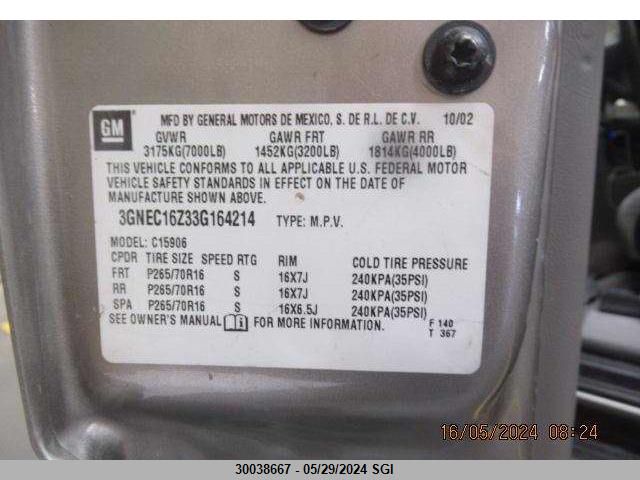 GM
MFD BY GENERAL MOTORS DE MEXICO, S. DE R.L. DE C.V. 10/02
GVWR GAWR FRT GAWR RR
3175KG(7000LB) 1452KG(3200LB) 1814KG(4000LB)
THIS VEHICLE CONFORMS TO ALL APPLICABLE U.S. FEDERAL MOTOR
VEHICLE SAFETY STANDARDS IN EFFECT ON THE DATE OF
MANUFACTURE SHOWN ABOVE.
3GNEC16Z33G164214 TYPE: M.P.V.
MODEL: C15906
CPDR TIRE SIZE SPEED RTG RIM COLD TIRE PRESSURE
FRT P265/70R16 S 16X7J 240KPA(35PSI)
RR P265/70R16 S 16X7J 240KPA(35PSI)
SPA P265/70R16 S 16X6.5J 240KPA(35PSI)
SEE OWNER'S MANUAL i FOR MORE INFORMATION.
F 140
T 367
16/05/2024 08:24
30038667 - 05/29/2024 SGI